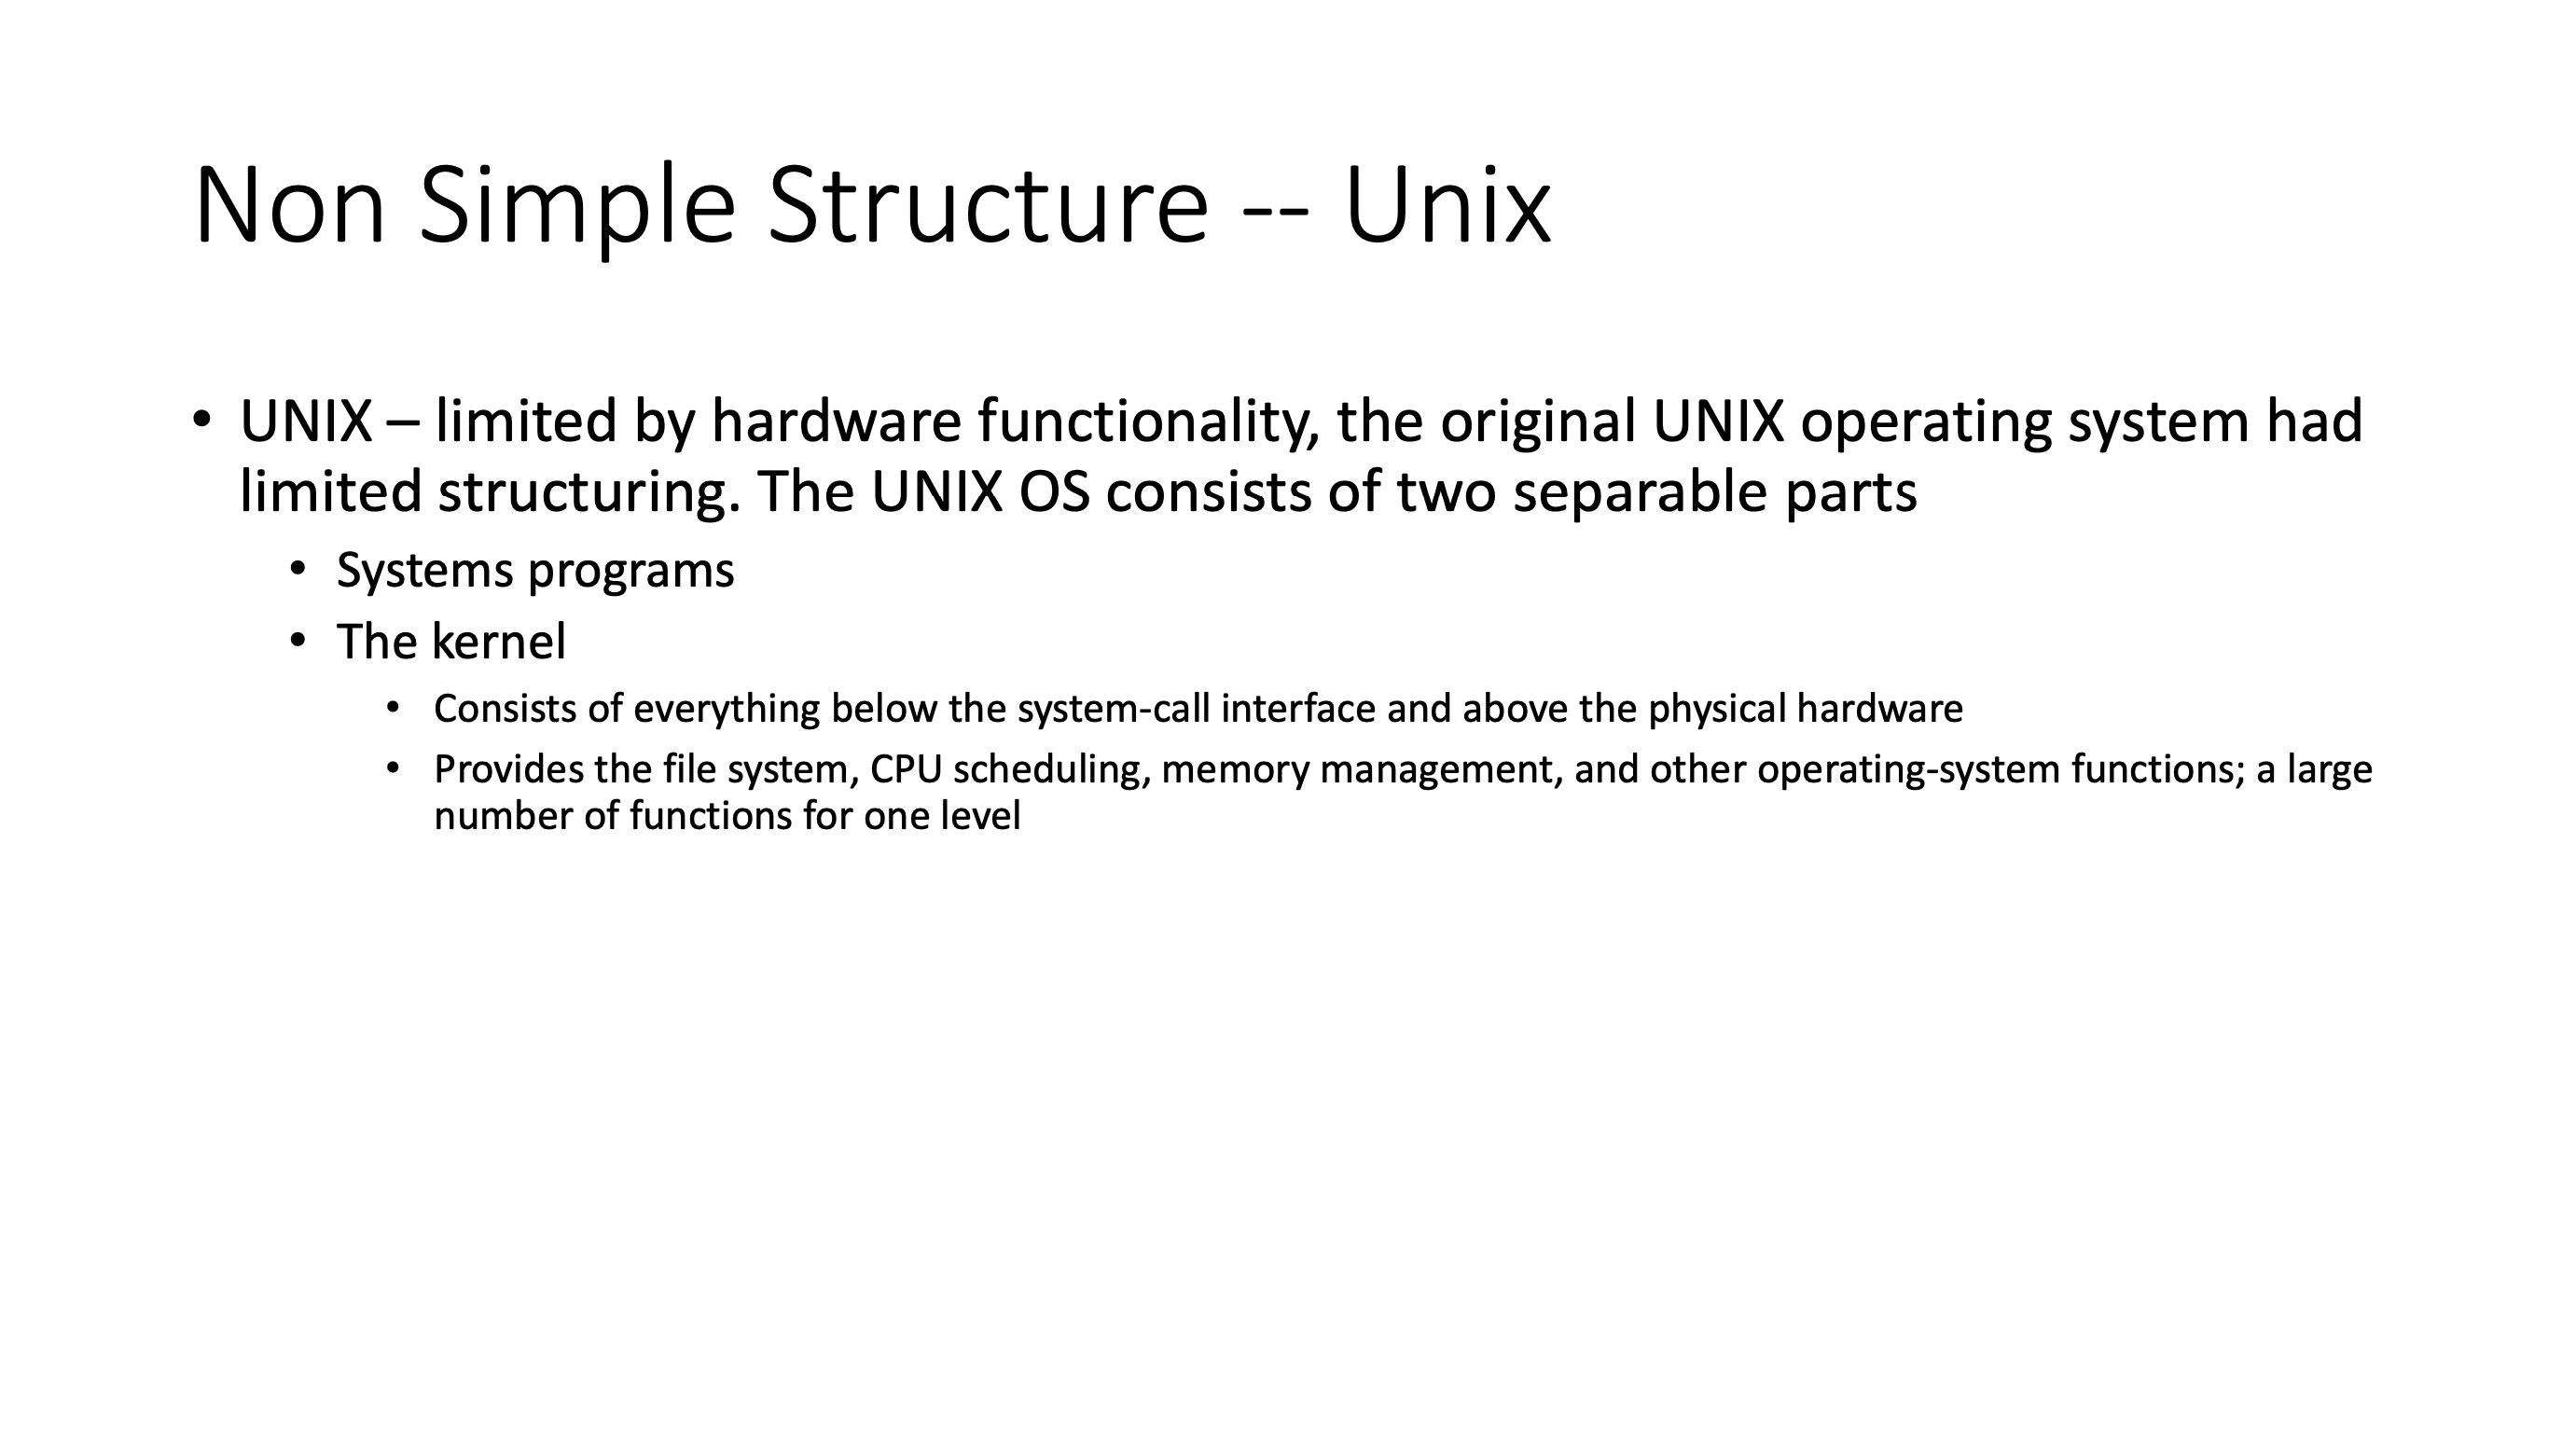 Non Simple Structure -- Unix
• UNIX – limited by hardware functionality, the original UNIX operating system had
limited structuring. The UNIX OS consists of two separable parts
• Systems programs
• The kernel
• Consists of everything below the system-call interface and above the physical hardware
• Provides the file system, CPU scheduling, memory management, and other operating-system functions; a large
number of functions for one level